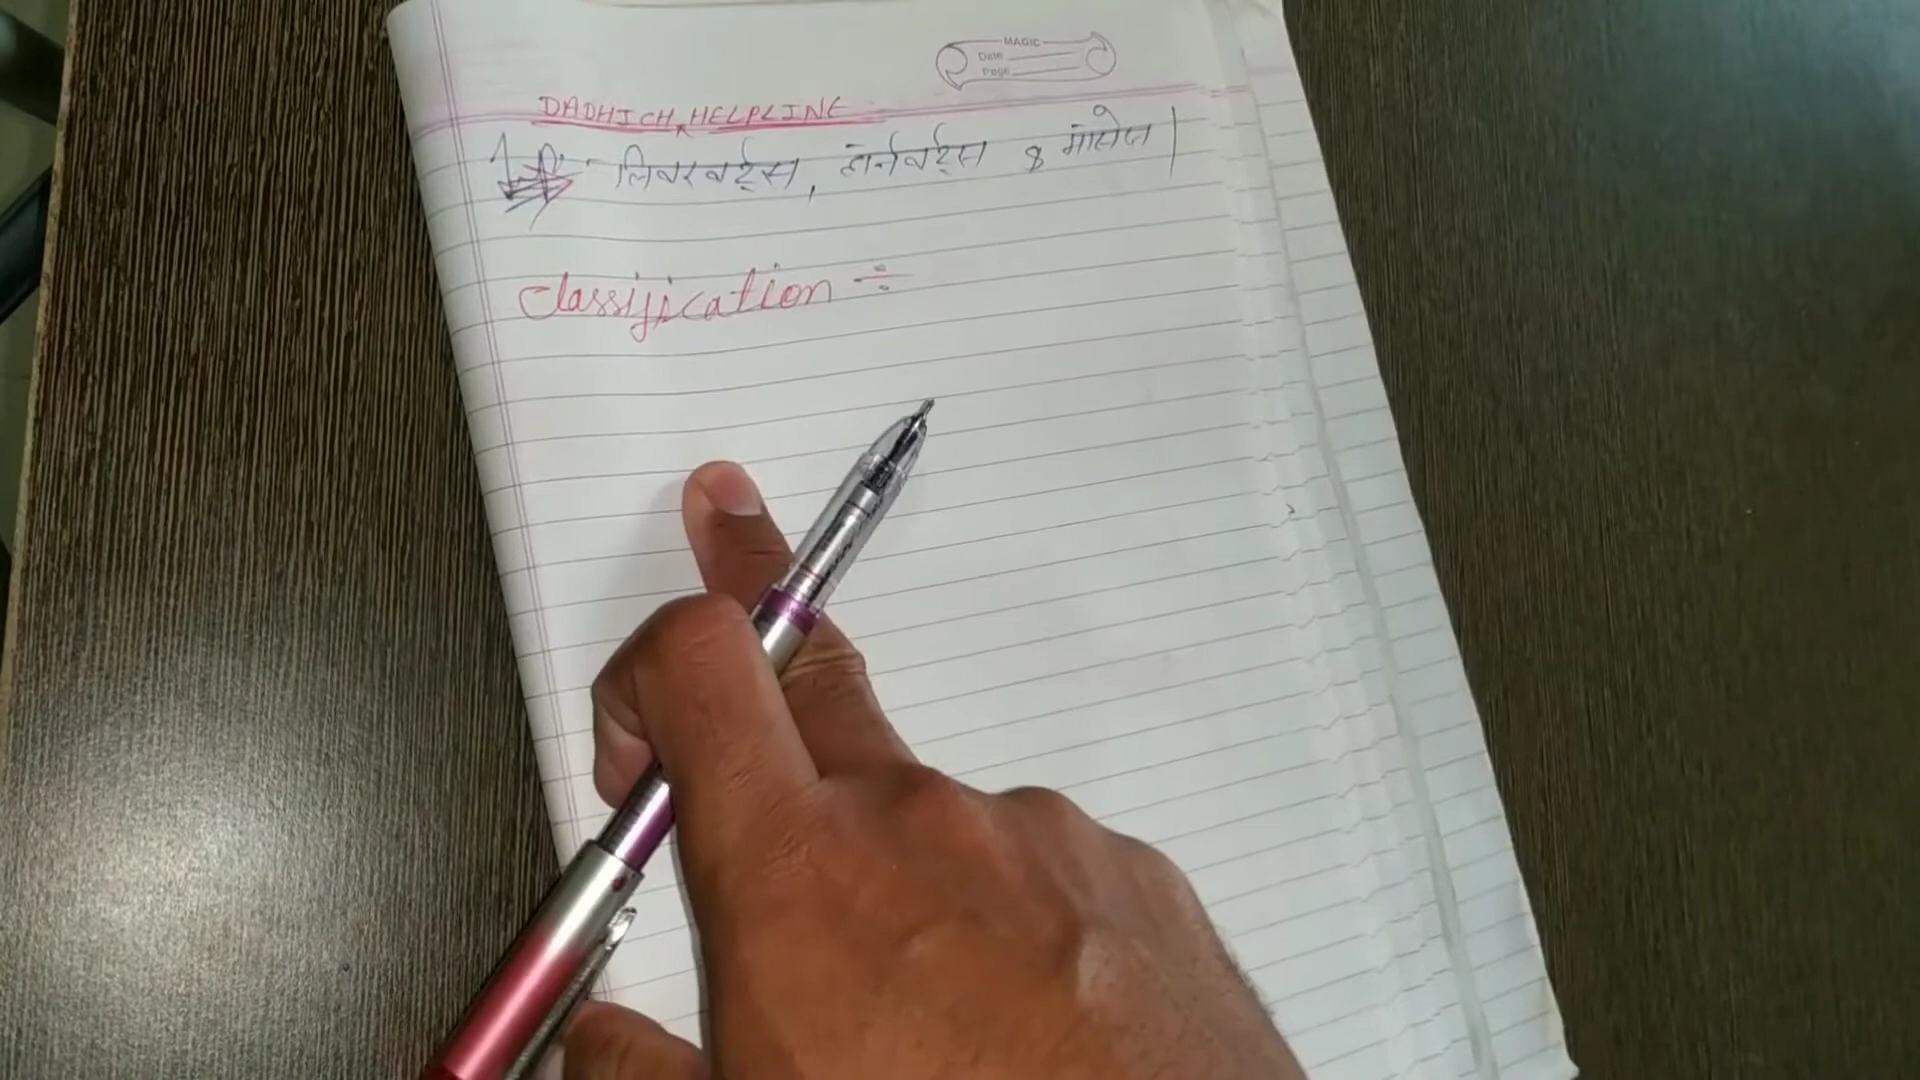 MAGIC
Date
Page
DADHICH HELPLINE
लिवरवर्ट्स, हॉर्नवर्ट्स & मॉसेज |
Classification ÷